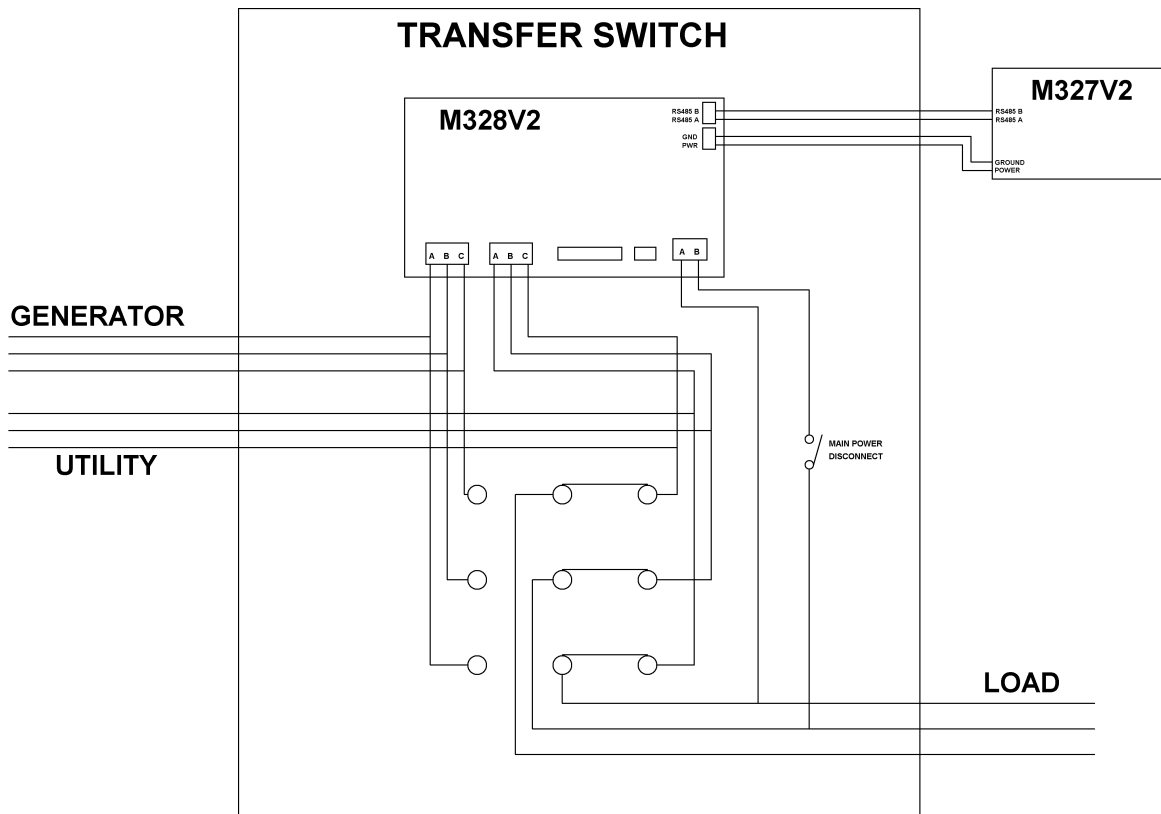 TRANSFER SWITCH
M328V2
M327V2
RS485 B
RS485 A
GND
PWR
RS485 B
RS485 A
GROUND
POWER
A B C
A B C
A B
GENERATOR
UTILITY
MAIN POWER
DISCONNECT
LOAD